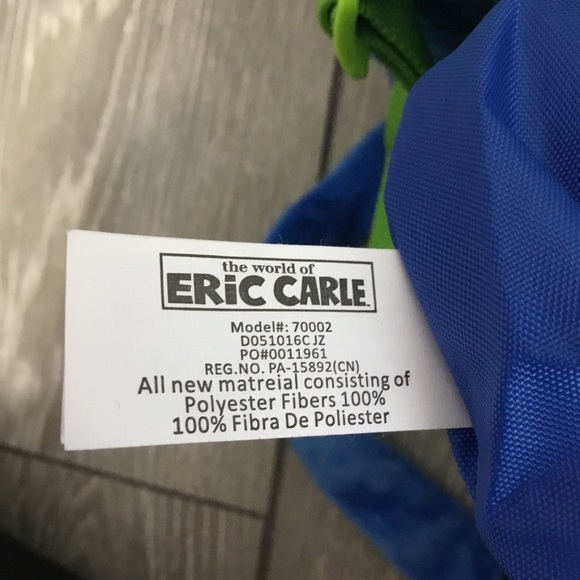 the world of
ERiC CARLE™
Model#: 70002
D051016C JZ
PO#0011961
REG.NO. PA-15892(CN)
All new matreial consisting of
Polyester Fibers 100%
100% Fibra De Poliester